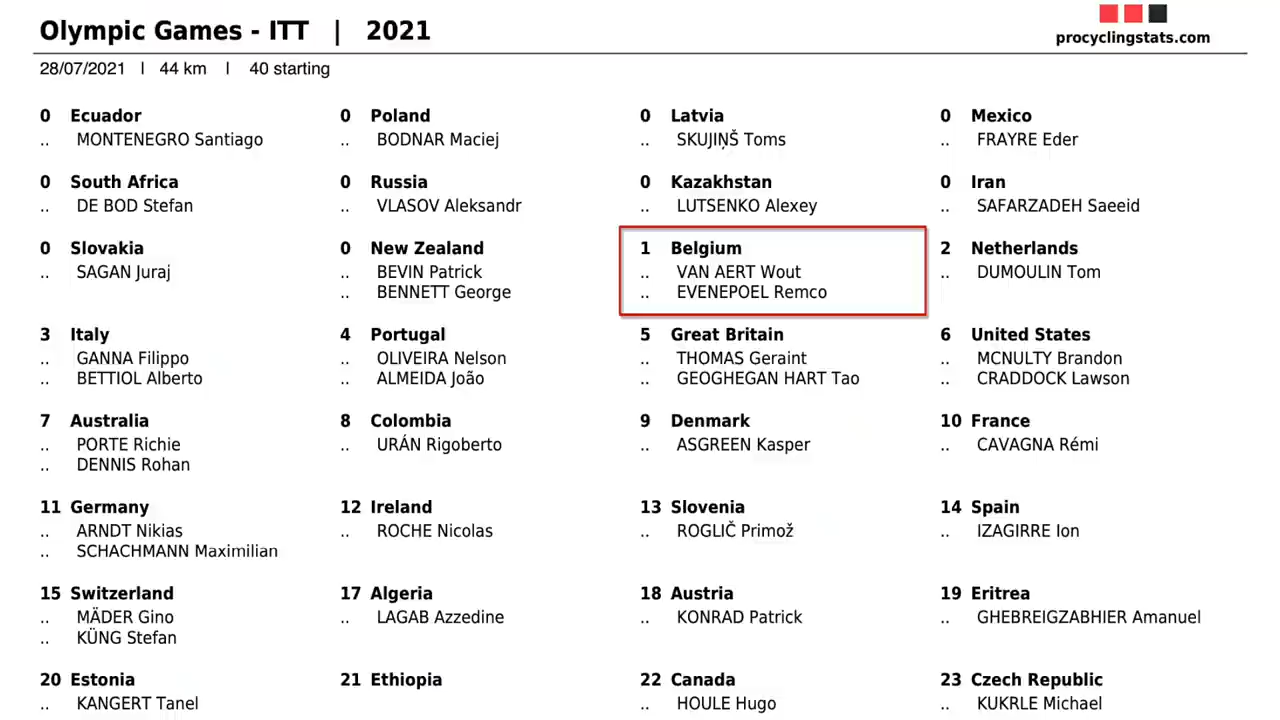 Olympic Games - ITT | 2021
procyclingstats.com
28/07/2021 | 44 km | 40 starting
0 Ecuador
.. MONTENEGRO Santiago
0 Poland
.. BODNAR Maciej
0 Latvia
.. SKUJIŅŠ Toms
0 Mexico
.. FRAYRE Eder
0 South Africa
.. DE BOD Stefan
0 Russia
.. VLASOV Aleksandr
0 Kazakhstan
.. LUTSENKO Alexey
0 Iran
.. SAFARZADEH Saeeid
0 Slovakia
.. SAGAN Juraj
0 New Zealand
.. BEVIN Patrick
.. BENNETT George
1 Belgium
.. VAN AERT Wout
.. EVENEPOEL Remco
2 Netherlands
.. DUMOULIN Tom
3 Italy
.. GANNA Filippo
.. BETTIOL Alberto
4 Portugal
.. OLIVEIRA Nelson
.. ALMEIDA João
5 Great Britain
.. THOMAS Geraint
.. GEOGHEGAN HART Tao
6 United States
.. MCNULTY Brandon
.. CRADDOCK Lawson
7 Australia
.. PORTE Richie
.. DENNIS Rohan
8 Colombia
.. URÁN Rigoberto
9 Denmark
.. ASGREEN Kasper
10 France
.. CAVAGNA Rémi
11 Germany
.. ARNDT Nikias
.. SCHACHMANN Maximilian
12 Ireland
.. ROCHE Nicolas
13 Slovenia
.. ROGLIČ Primož
14 Spain
.. IZAGIRRE Ion
15 Switzerland
.. MÄDER Gino
.. KÜNG Stefan
17 Algeria
.. LAGAB Azzedine
18 Austria
.. KONRAD Patrick
19 Eritrea
.. GHEBREIGZABHIER Amanuel
20 Estonia
.. KANGERT Tanel
21 Ethiopia
22 Canada
.. HOULE Hugo
23 Czech Republic
.. KUKRLE Michael